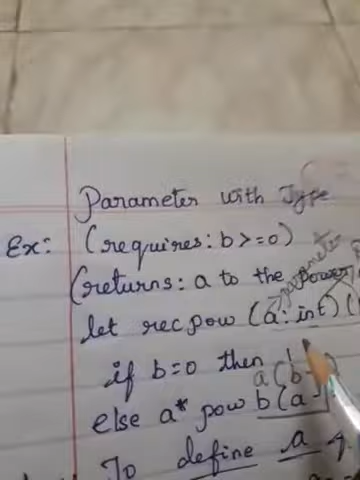 Parameter with Type
Ex: (requires: b>=0)
(returns: a to the power
let rec pow (a: int) (
parameter
if b=0 then
else a* pow b(a
To define a